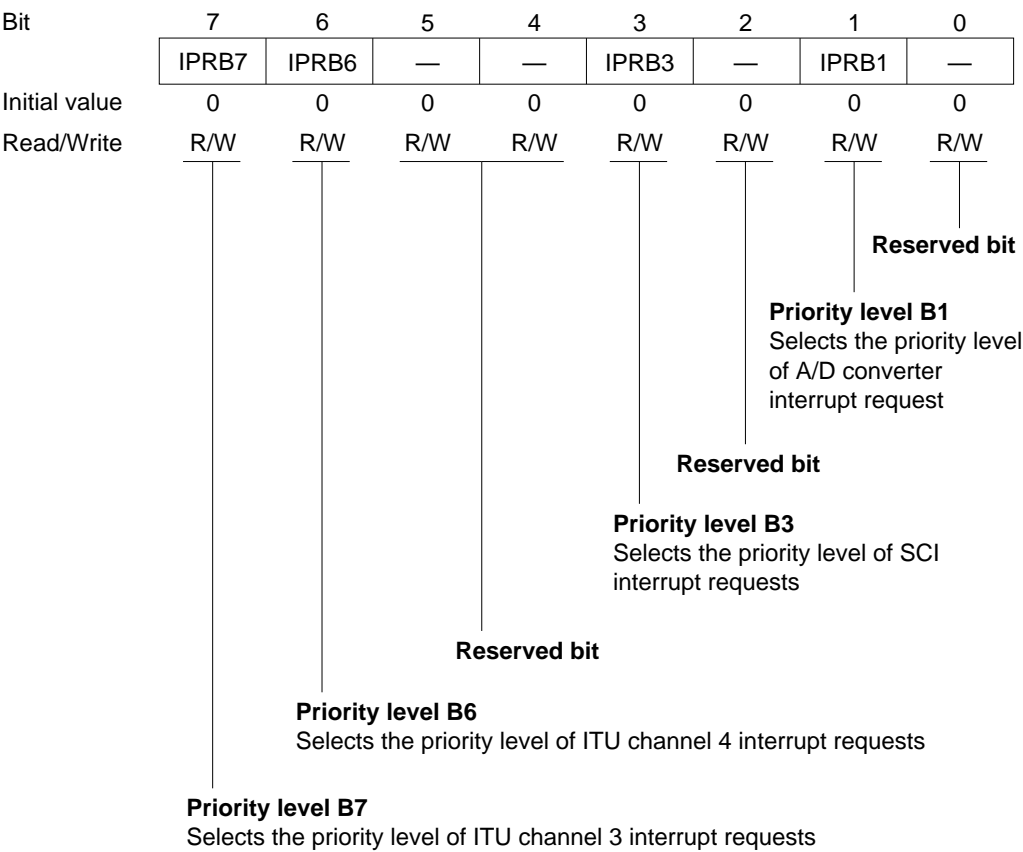 Bit 7 6 5 4 3 2 1 0
IPRB7 IPRB6 — — IPRB3 — IPRB1 —
Initial value 0 0 0 0 0 0 0 0
Read/Write R/W R/W R/W R/W R/W R/W R/W R/W
Reserved bit
Priority level B1
Selects the priority level
of A/D converter
interrupt request
Reserved bit
Priority level B3
Selects the priority level of SCI
interrupt requests
Reserved bit
Priority level B6
Selects the priority level of ITU channel 4 interrupt requests
Priority level B7
Selects the priority level of ITU channel 3 interrupt requests